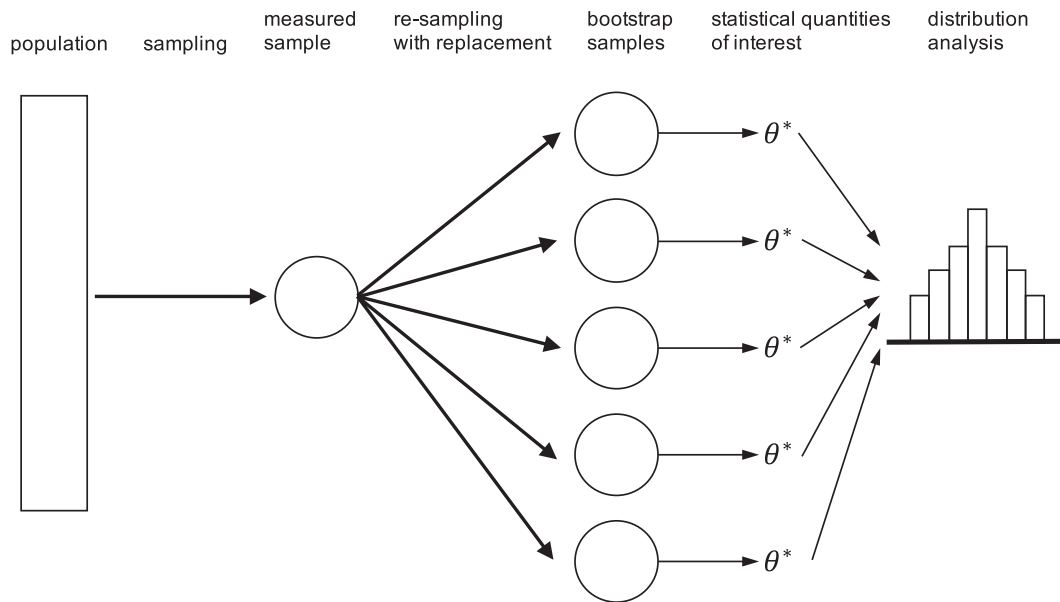 population
sampling
measured
sample
re-sampling
with replacement
bootstrap
samples
statistical quantities
of interest
distribution
analysis
θ*
θ*
θ*
θ*
θ*